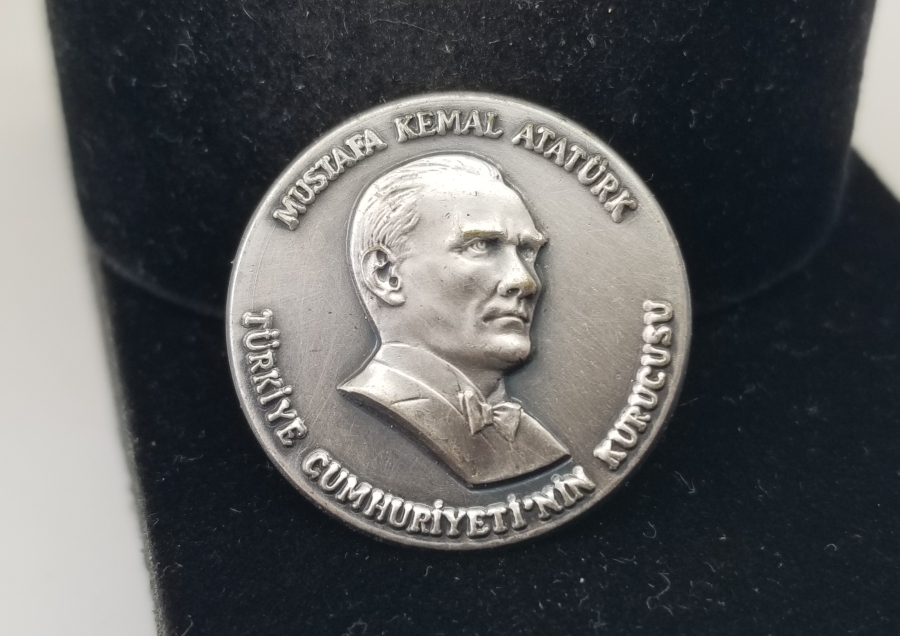 MUSTAFA KEMAL ATATÜRK
TÜRKİYE CUMHURİYETİ'NİN KURUCUSU